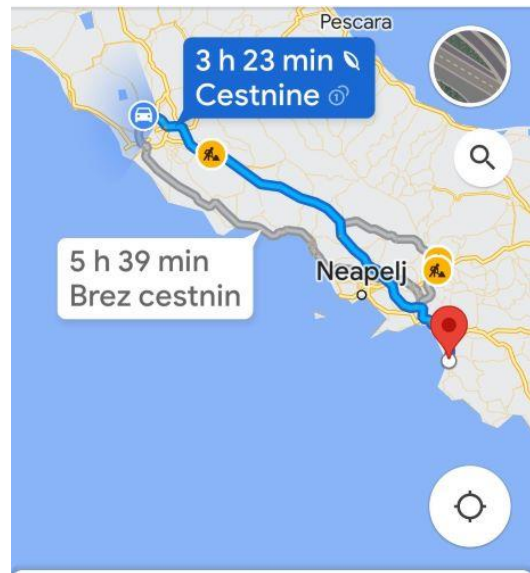 Pescara
3 h 23 min
Cestnine
5 h 39 min
Brez cestnin
Neapelj